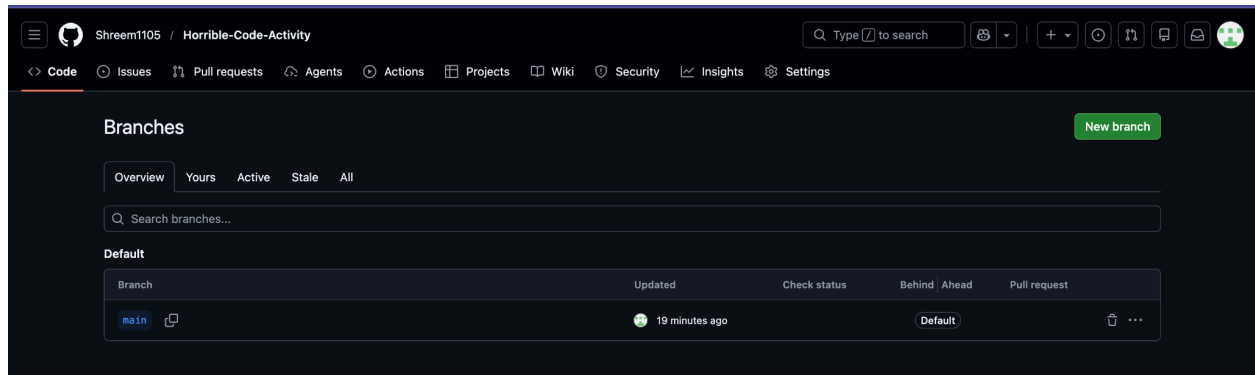 Shreem1105 / Horrible-Code-Activity
Type / to search
Code Issues Pull requests Agents Actions Projects Wiki Security Insights Settings
Branches
New branch
Overview Yours Active Stale All
Search branches...
Default
Branch Updated Check status Behind Ahead Pull request
main 19 minutes ago Default